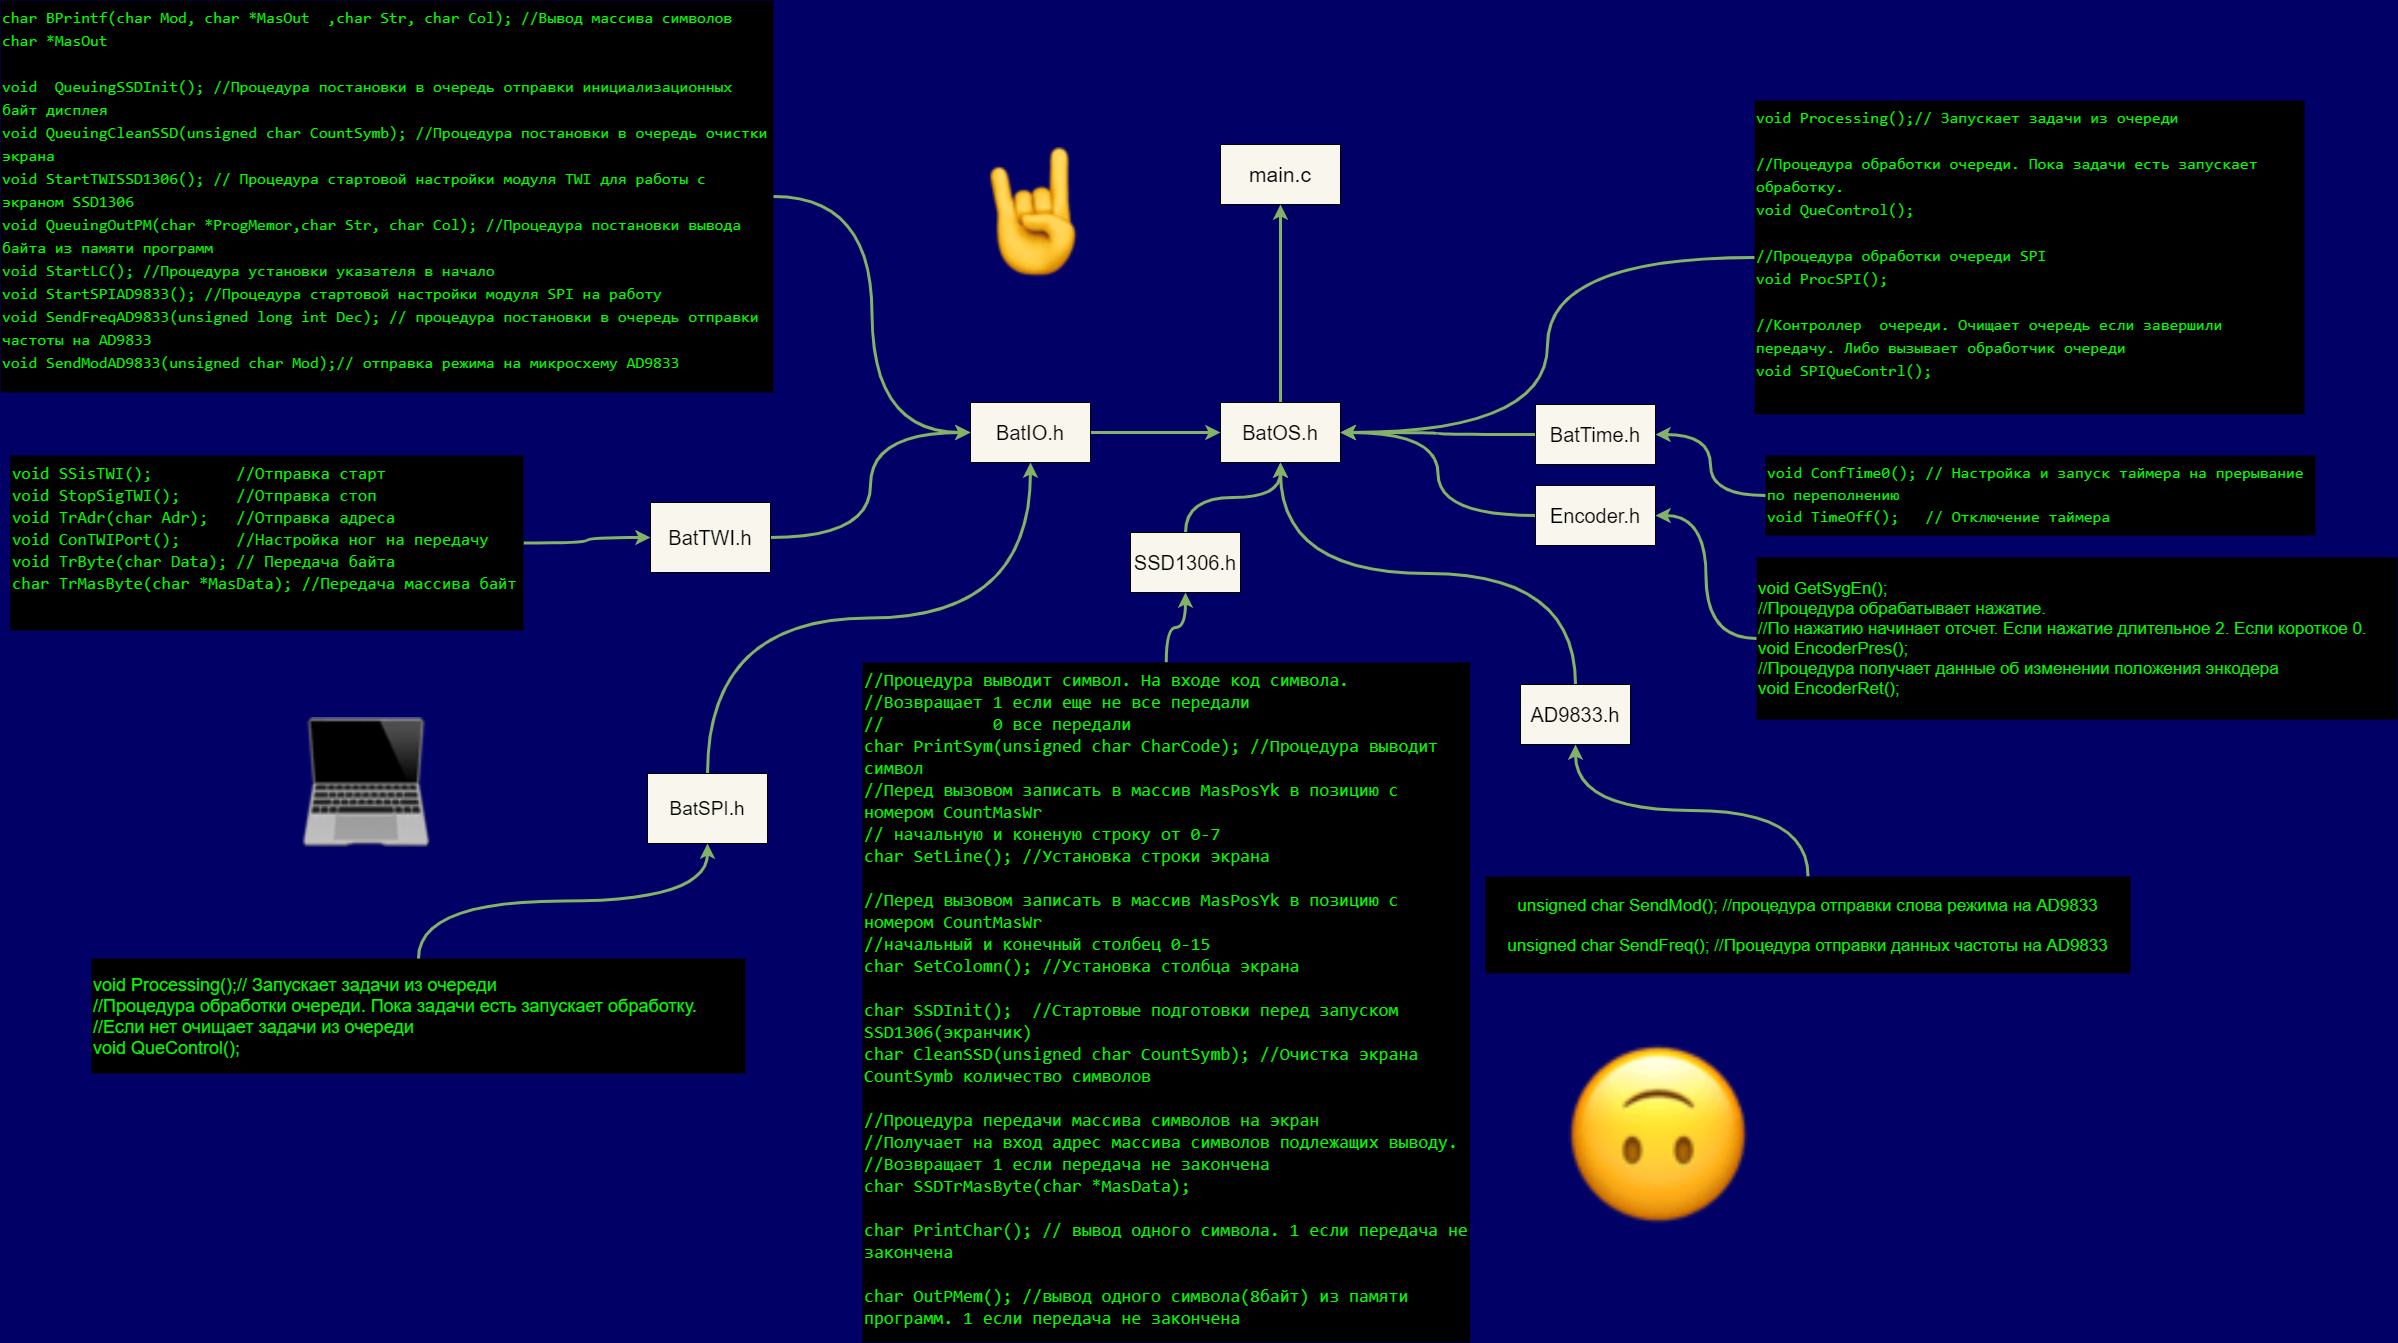 char BPrintf(char Mod, char *MasOut  ,char Str, char Col); //Вывод массива символов
char *MasOut
void  QueuingSSDInit(); //Процедура постановки в очередь отправки инициализационных
байт дисплея
void QueuingCleanSSD(unsigned char CountSymb); //Процедура постановки в очередь очистки
экрана
void StartTWISSD1306(); // Процедура стартовой настройки модуля TWI для работы с
экраном SSD1306
void QueuingOutPM(char *ProgMemor,char Str, char Col); //Процедура постановки вывода
байта из памяти программ
void StartLC(); //Процедура установки указателя в начало
void StartSPIAD9833(); //Процедура стартовой настройки модуля SPI на работу
void SendFreqAD9833(unsigned long int Dec); // процедура постановки в очередь отправки
частоты на AD9833
void SendModAD9833(unsigned char Mod);// отправка режима на микросхему AD9833
main.c
void Processing();// Запускает задачи из очереди
//Процедура обработки очереди. Пока задачи есть запускает
обработку.
void QueControl();
//Процедура обработки очереди SPI
void ProcSPI();
//Контроллер  очереди. Очищает очередь если завершили
передачу. Либо вызывает обработчик очереди
void SPIQueContrl();
BatIO.h
BatOS.h
BatTime.h
void SSisTWI();         //Отправка старт
void StopSigTWI();      //Отправка стоп
void TrAdr(char Adr);   //Отправка адреса
void ConTWIPort();      //Настройка ног на передачу
void TrByte(char Data); // Передача байта
char TrMasByte(char *MasData); //Передача массива байт
BatTWI.h
SSD1306.h
Encoder.h
void ConfTime0(); // Настройка и запуск таймера на прерывание
по переполнению
void TimeOff();   // Отключение таймера
void GetSygEn();
//Процедура обрабатывает нажатие.
//По нажатию начинает отсчет. Если нажатие длительное 2. Если короткое 0.
void EncoderPres();
//Процедура получает данные об изменении положения энкодера
void EncoderRet();
AD9833.h
BatSPI.h
//Процедура выводит символ. На входе код символа.
//Возвращает 1 если еще не все передали
//           0 все передали
char PrintSym(unsigned char CharCode); //Процедура выводит
символ
//Перед вызовом записать в массив MasPosYk в позицию с
номером CountMasWr
// начальную и коненую строку от 0-7
char SetLine(); //Установка строки экрана
//Перед вызовом записать в массив MasPosYk в позицию с
номером CountMasWr
//начальный и конечный столбец 0-15
char SetColomn(); //Установка столбца экрана
char SSDInit();  //Стартовые подготовки перед запуском
SSD1306(экранчик)
char CleanSSD(unsigned char CountSymb); //Очистка экрана
CountSymb количество символов
//Процедура передачи массива символов на экран
//Получает на вход адрес массива символов подлежащих выводу.
//Возвращает 1 если передача не закончена
char SSDTrMasByte(char *MasData);
char PrintChar(); // вывод одного символа. 1 если передача не
закончена
char OutPMem(); //вывод одного символа(8байт) из памяти
программ. 1 если передача не закончена
unsigned char SendMod(); //процедура отправки слова режима на AD9833
unsigned char SendFreq(); //Процедура отправки данных частоты на AD9833
void Processing();// Запускает задачи из очереди
//Процедура обработки очереди. Пока задачи есть запускает обработку.
//Если нет очищает задачи из очереди
void QueControl();